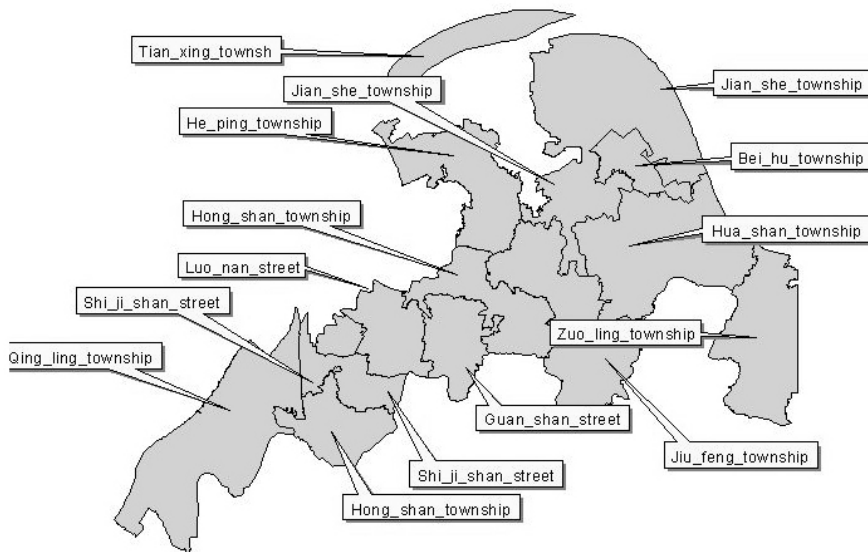 Tian_xing_townsh
Jian_she_township
Jian_she_township
He_ping_township
Bei_hu_township
Hong_shan_township
Hua_shan_township
Luo_nan_street
Shi_ji_shan_street
Zuo_ling_township
Qing_ling_township
Guan_shan_street
Jiu_feng_township
Shi_ji_shan_street
Hong_shan_township